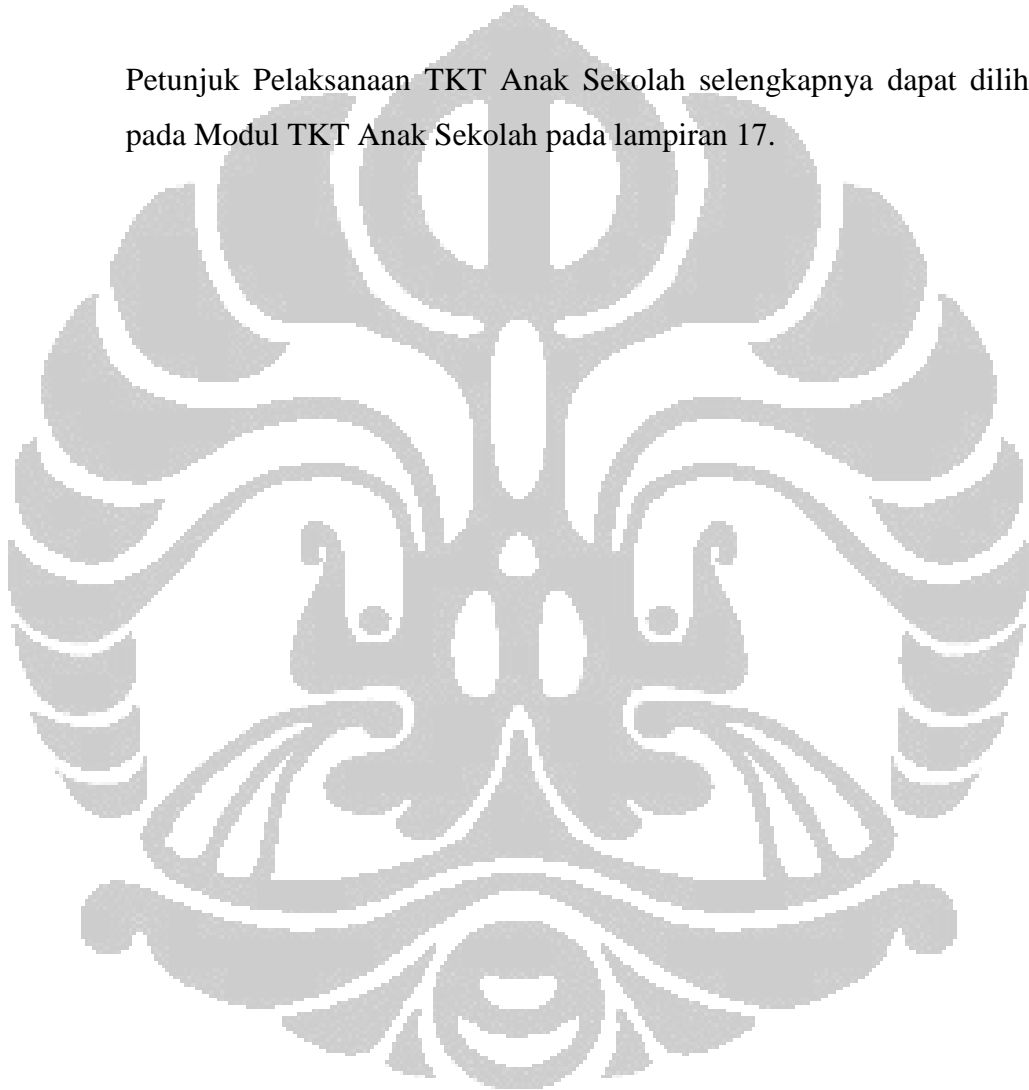 Petunjuk Pelaksanaan TKT Anak Sekolah selengkapnya dapat dilih
pada Modul TKT Anak Sekolah pada lampiran 17.